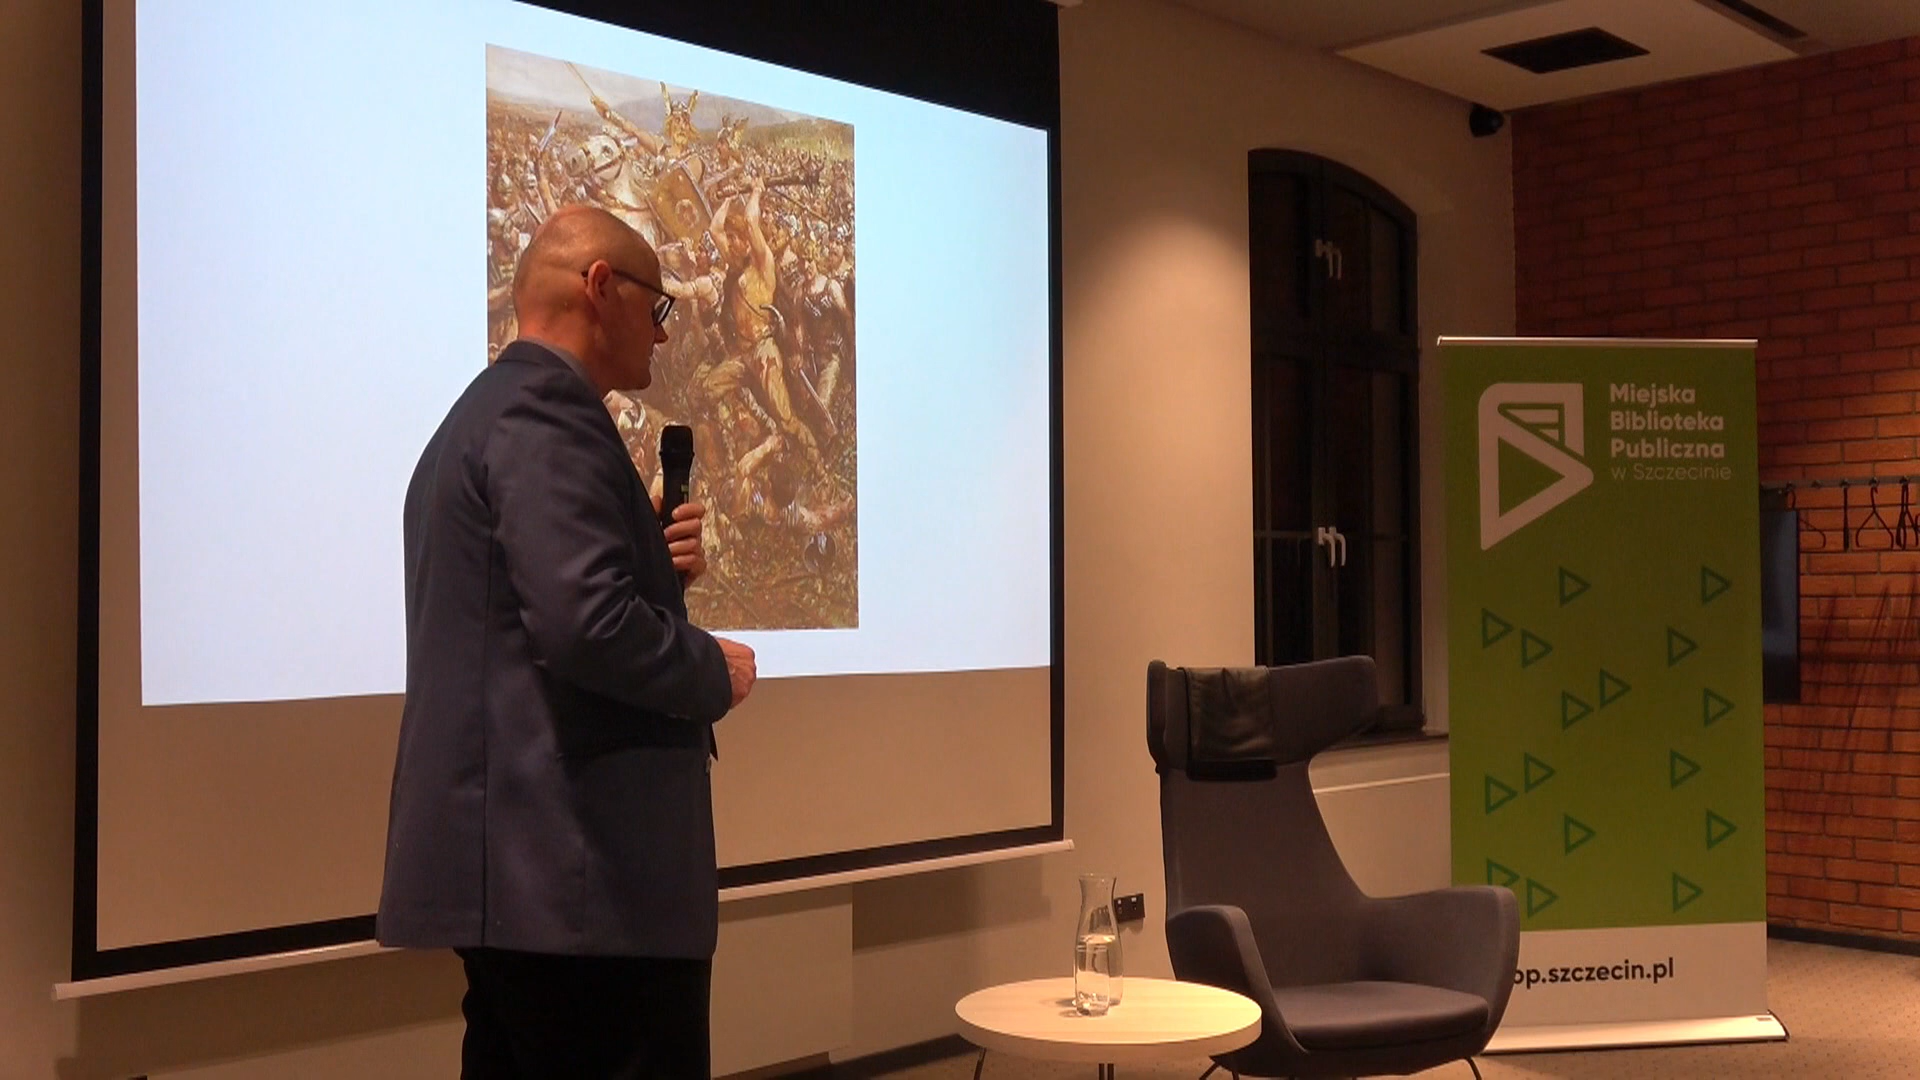 Miejska
Biblioteka
Publiczna
w Szczecinie
op.szczecin.pl